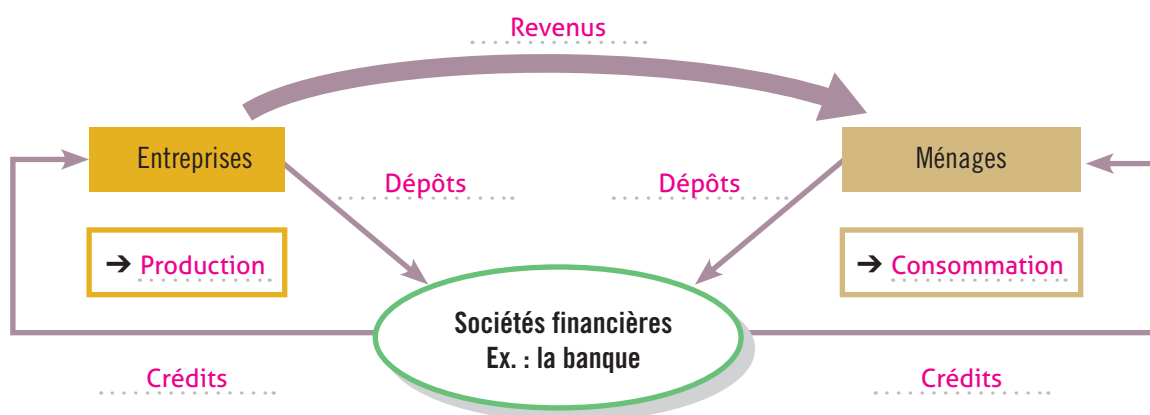 Revenus
Entreprises
Ménages
Dépôts
Dépôts
➔ Production
➔ Consommation
Sociétés financières
Ex. : la banque
Crédits
Crédits